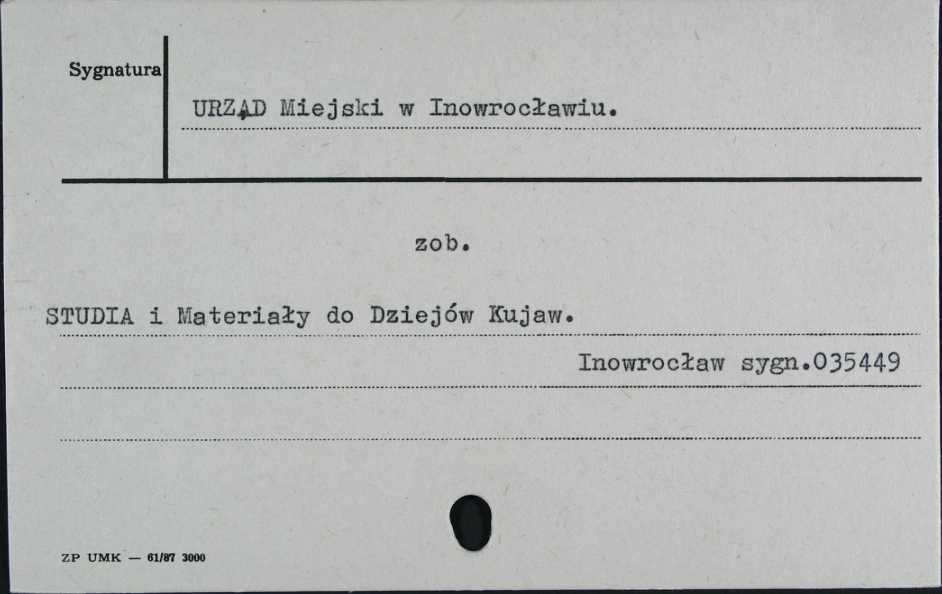 Sygnatura
URZĄD Miejski w Inowrocławiu.
zob.
STUDIA i Materiały do Dziejów Kujaw.
Inowrocław sygn.035449
ZP UMK — 61/87 3000